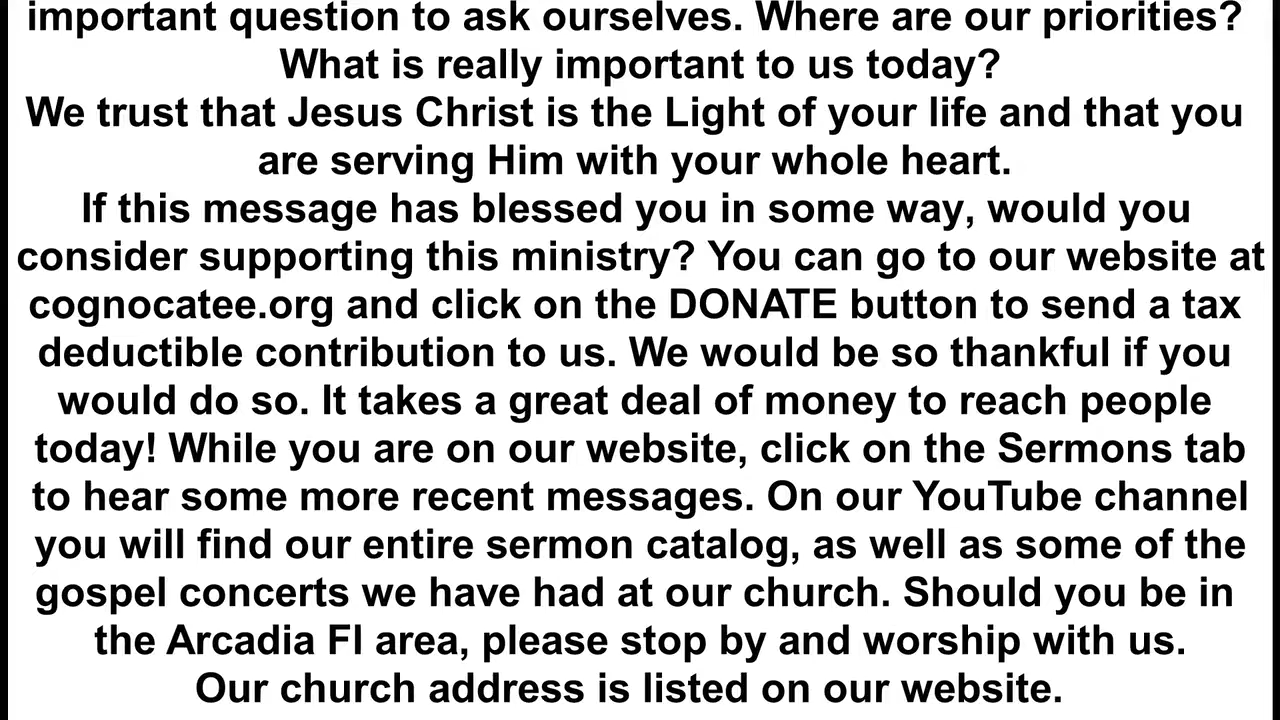 important question to ask ourselves. Where are our priorities?
What is really important to us today?
We trust that Jesus Christ is the Light of your life and that you
are serving Him with your whole heart.
If this message has blessed you in some way, would you
consider supporting this ministry? You can go to our website at
cognocatee.org and click on the DONATE button to send a tax
deductible contribution to us. We would be so thankful if you
would do so. It takes a great deal of money to reach people
today! While you are on our website, click on the Sermons tab
to hear some more recent messages. On our YouTube channel
you will find our entire sermon catalog, as well as some of the
gospel concerts we have had at our church. Should you be in
the Arcadia Fl area, please stop by and worship with us.
Our church address is listed on our website.